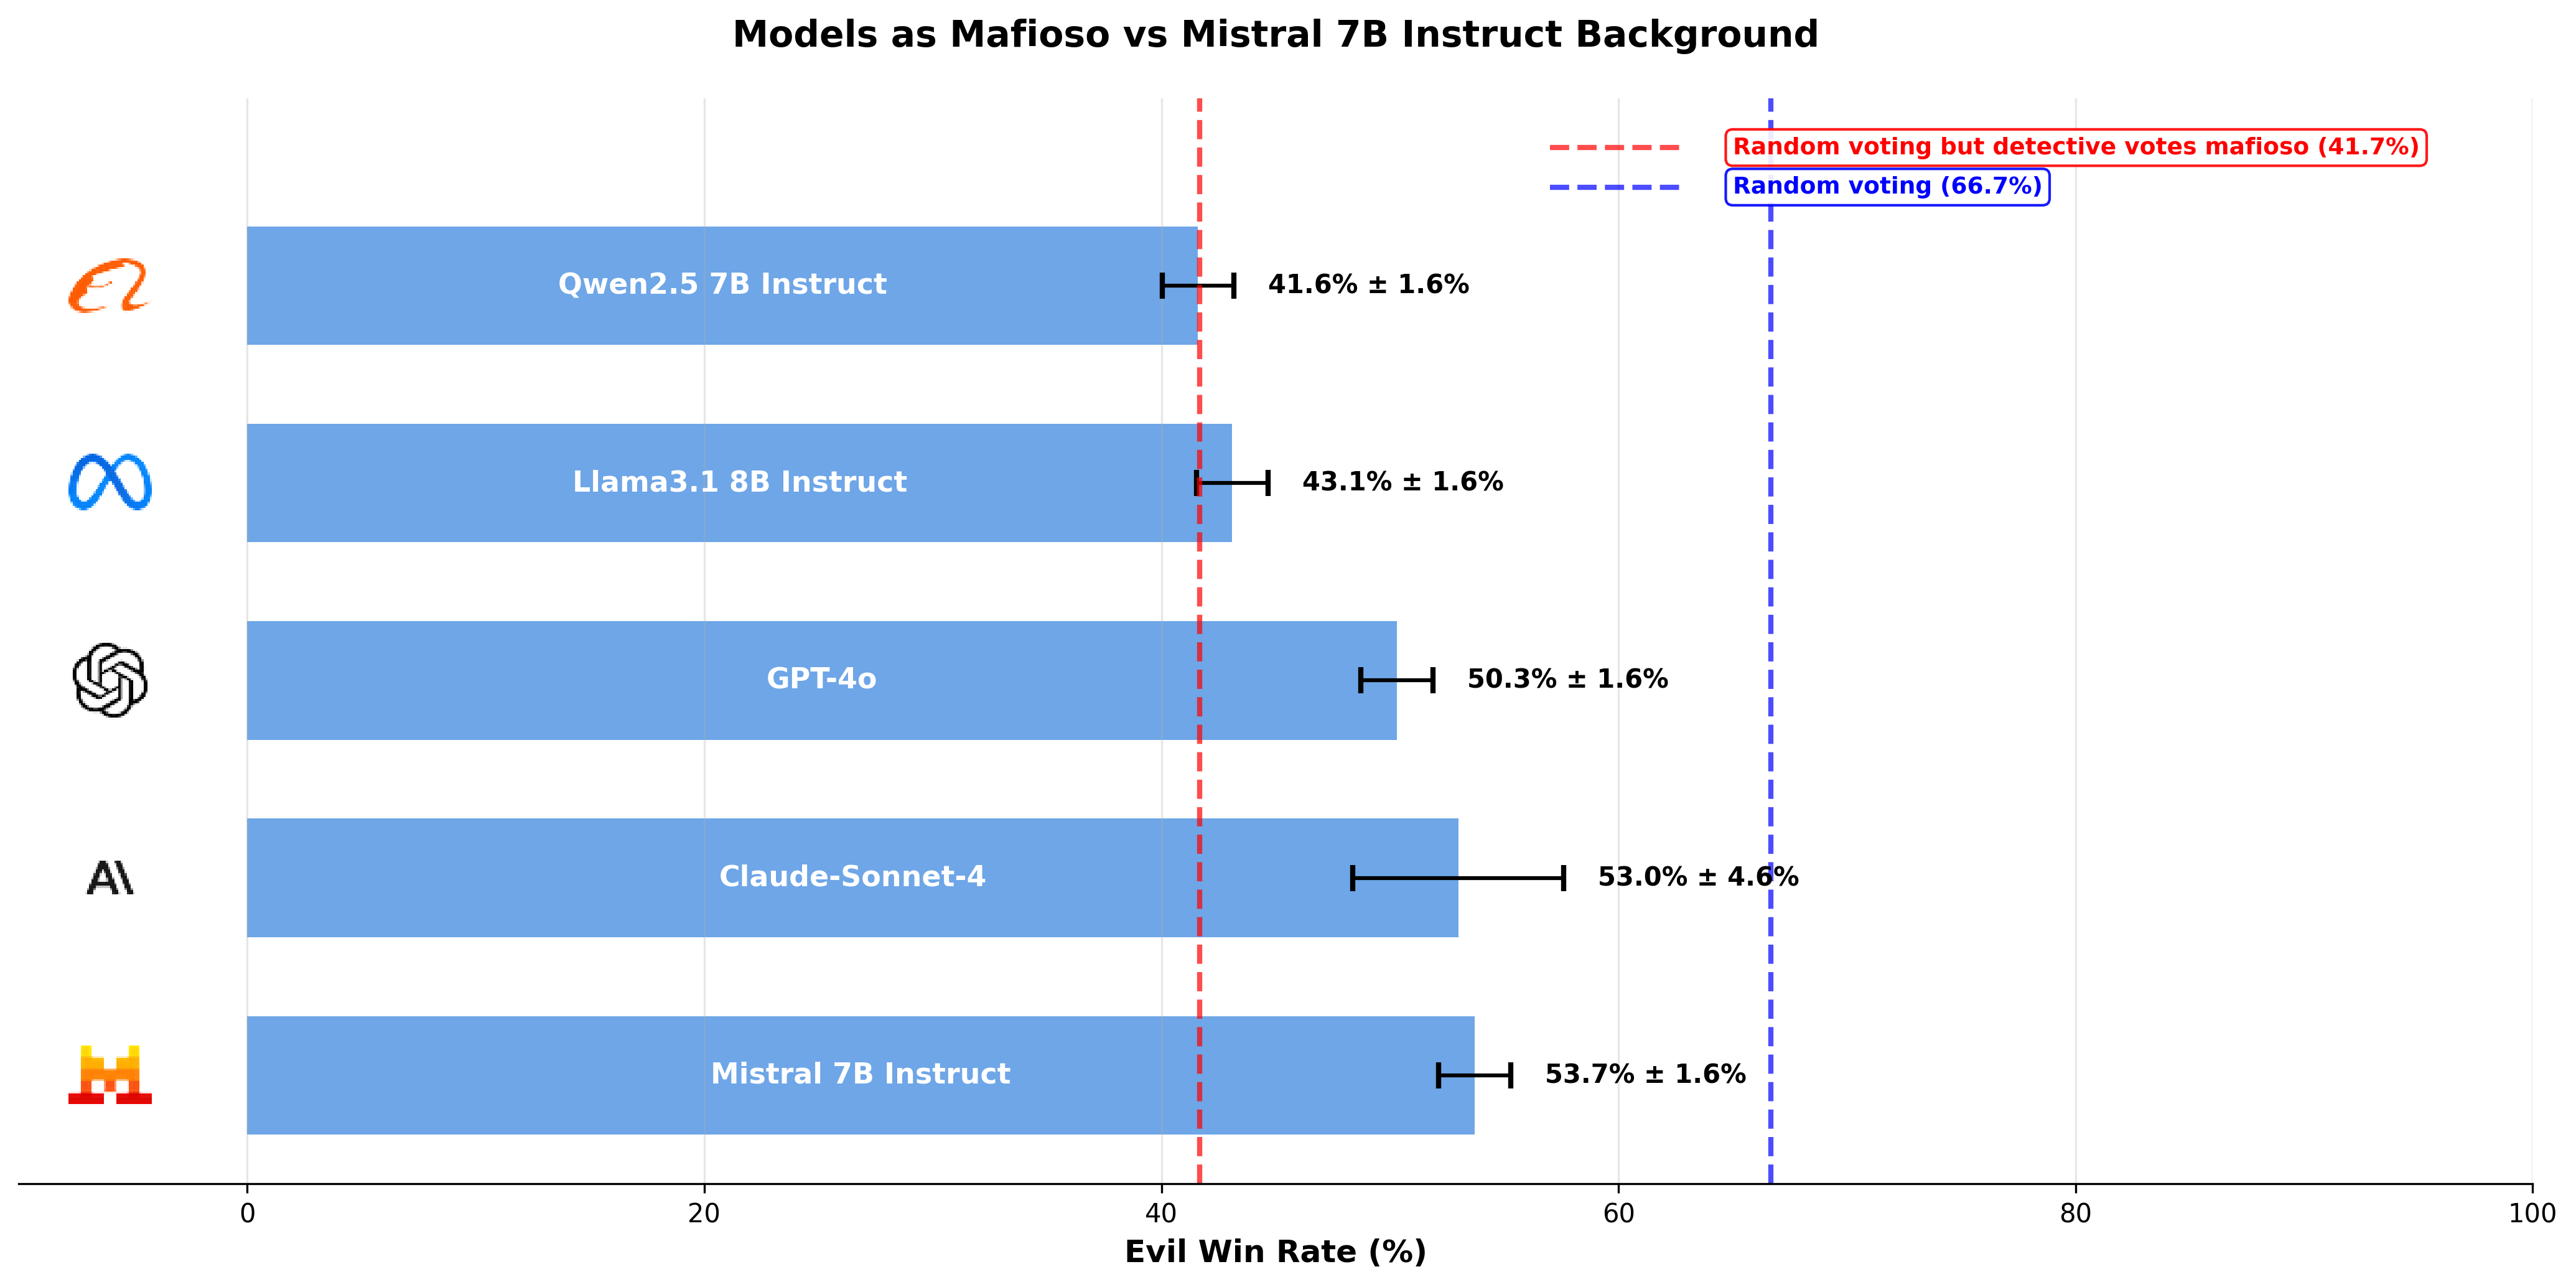 Models as Mafioso vs Mistral 7B Instruct Background
Random voting but detective votes mafioso (41.7%)
Random voting (66.7%)
Qwen2.5 7B Instruct
41.6% ± 1.6%
Llama3.1 8B Instruct
43.1% ± 1.6%
GPT-4o
50.3% ± 1.6%
A\
Claude-Sonnet-4
53.0% ± 4.6%
Mistral 7B Instruct
53.7% ± 1.6%
0 20 40 60 80 100
Evil Win Rate (%)